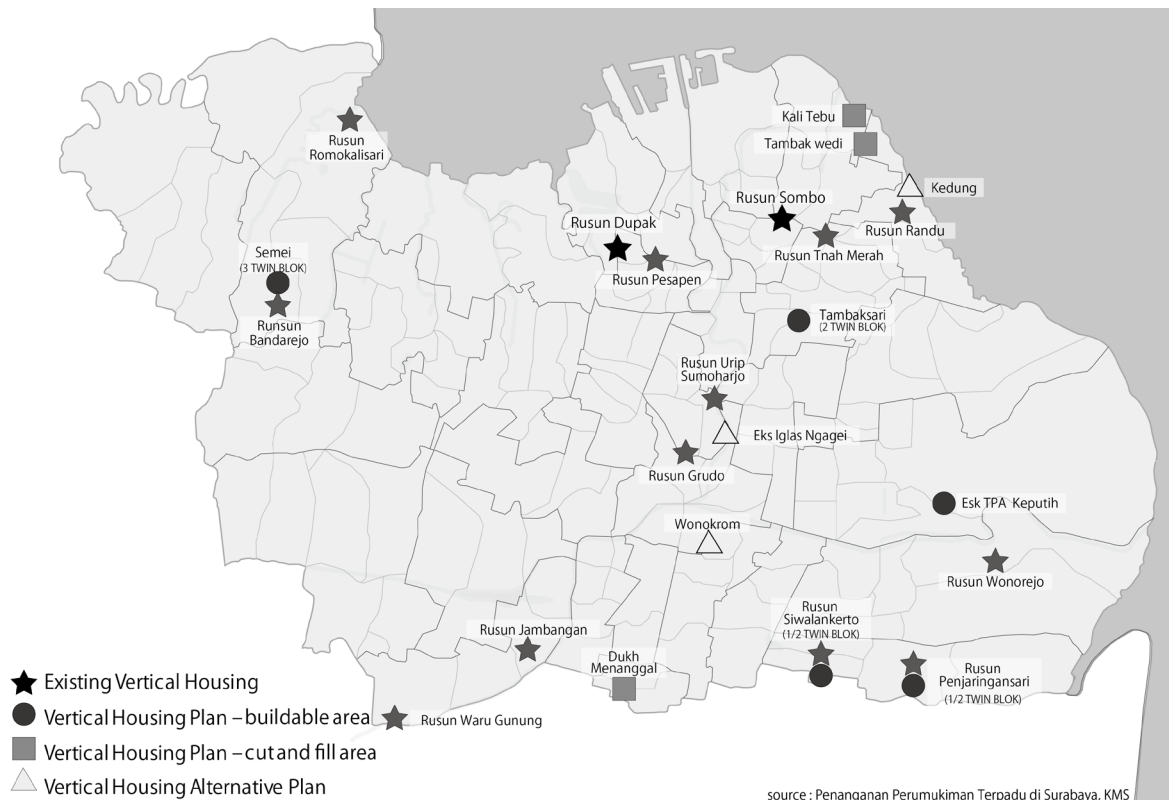 Kali Tebu
Tambak wedi
Rusun
Romokalisari
Kedung
Rusun Sombo
Rusun Dupak
Rusun Randu
Rusun Tnah Merah
Semei
(3 TWIN BLOK)
Rusun Pesapen
Tambaksari
(2 TWIN BLOK)
Runsun
Bandarejo
Rusun Urip
Sumoharjo
Eks Iglas Ngagei
Rusun Grudo
Esk TPA Keputih
Wonokrom
Rusun Wonorejo
Rusun
Siwalankerto
(1/2 TWIN BLOK)
Rusun Jambangan
Dukh
Menanggal
Rusun
Penjaringansari
(1/2 TWIN BLOK)
Existing Vertical Housing
Vertical Housing Plan – buildable area
Rusun Waru Gunung
Vertical Housing Plan – cut and fill area
Vertical Housing Alternative Plan
source : Penanganan Perumukiman Terpadu di Surabaya, KMS